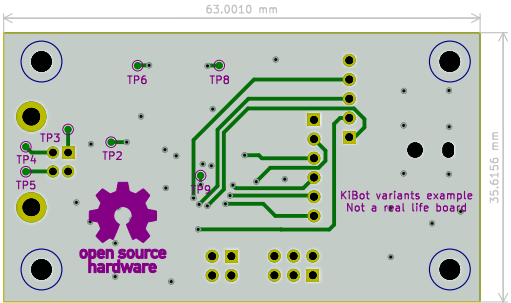 63.0010 mm
TP6
TP8
TP3
TP2
TP4
TP5
TP9
35.6156 mm
KiBot variants example
Not a real life board
open source
hardware